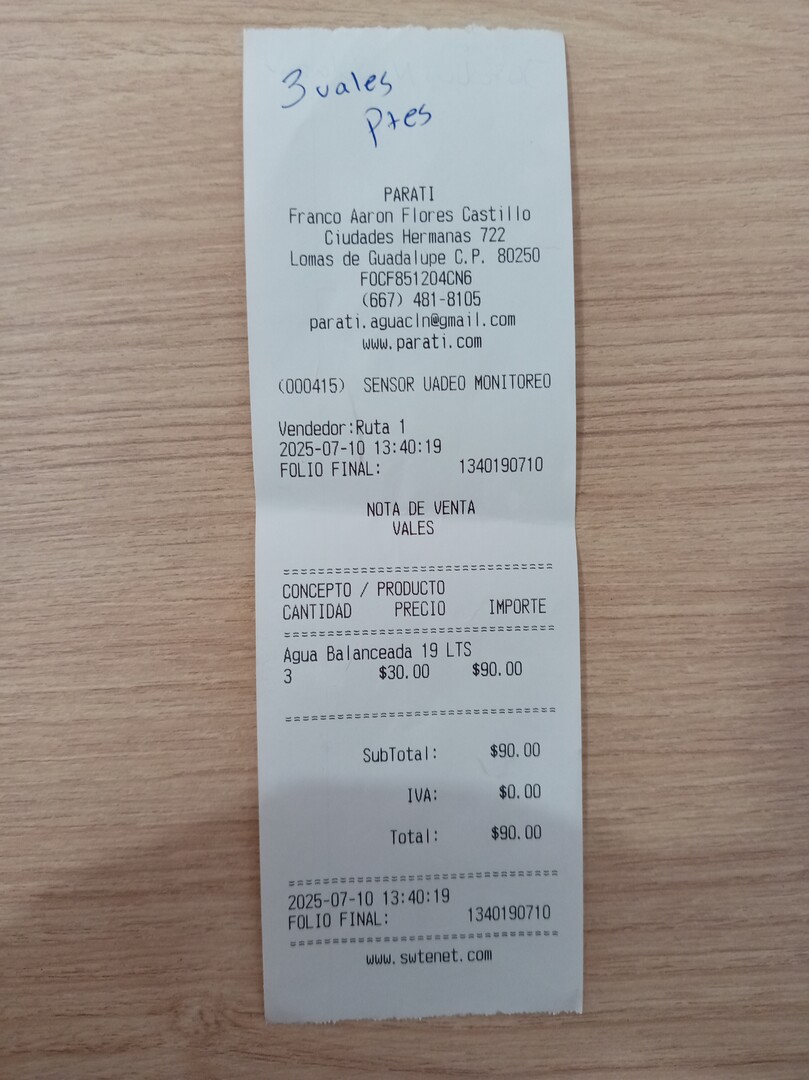 3 vales
Ptes
PARATI
Franco Aaron Flores Castillo
Ciudades Hermanas 722
Lomas de Guadalupe C.P. 80250
FOCF851204CN6
(667) 481-8105
parati.aguacln@gmail.com
www.parati.com
(000415) SENSOR UADEO MONITOREO
Vendedor:Ruta 1
2025-07-10 13:40:19
FOLIO FINAL: 1340190710
NOTA DE VENTA
VALES
==============================
CONCEPTO / PRODUCTO
CANTIDAD PRECIO IMPORTE
==============================
Agua Balanceada 19 LTS
3 $30.00 $90.00
==============================
SubTotal: $90.00
IVA: $0.00
Total: $90.00
==============================
2025-07-10 13:40:19
FOLIO FINAL: 1340190710
==============================
www.swtenet.com